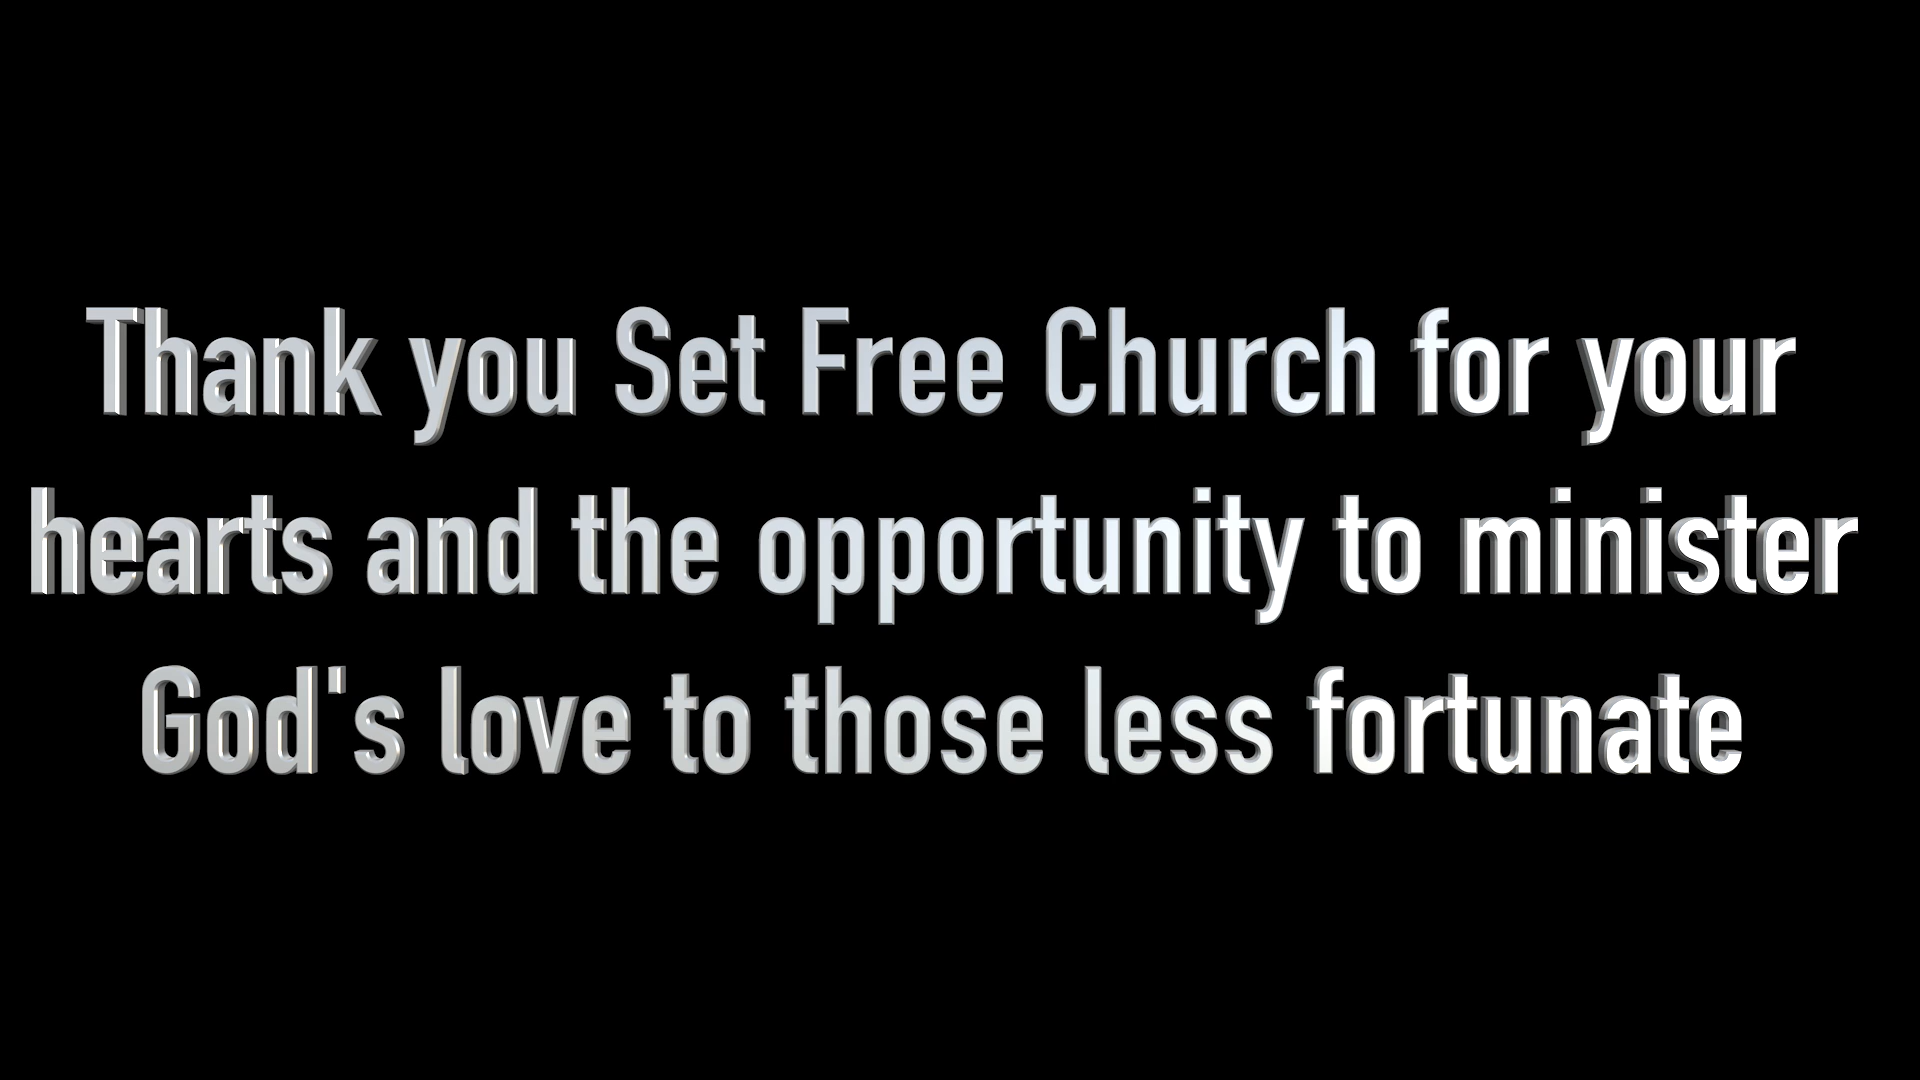 Thank you Set Free Church for your
hearts and the opportunity to minister
God's love to those less fortunate